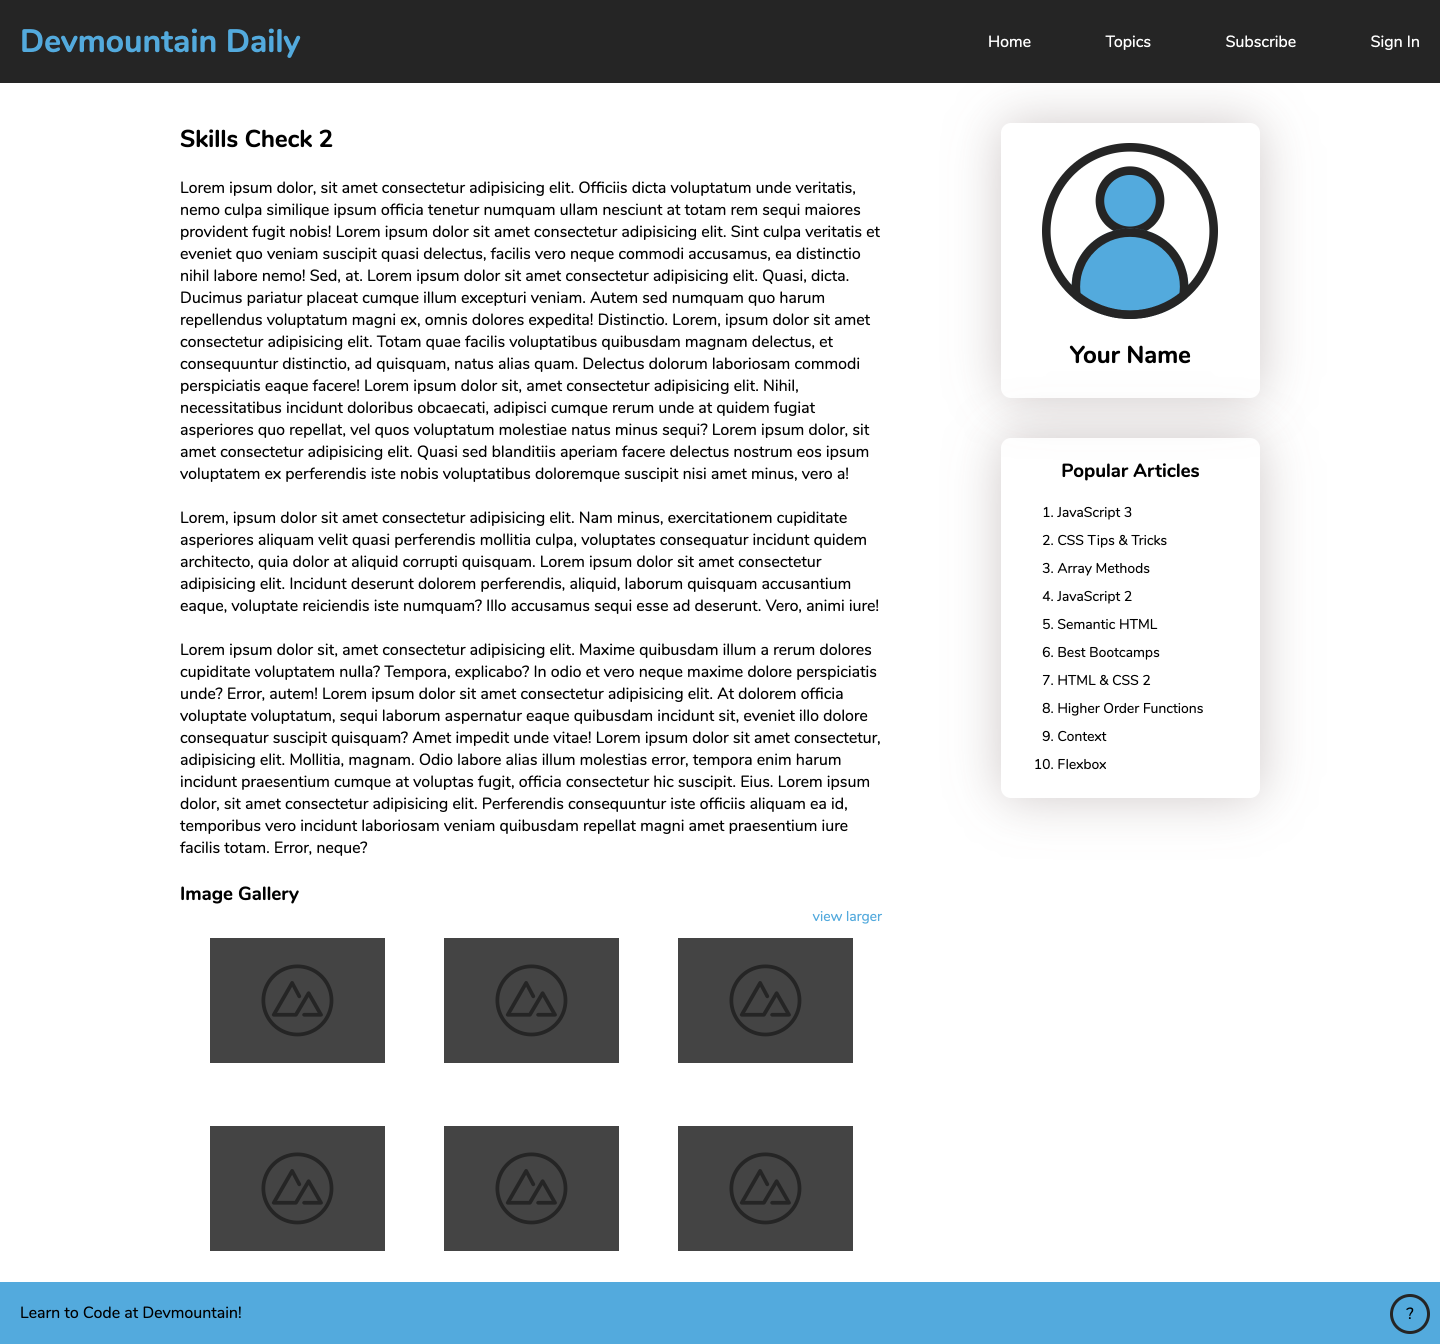 Devmountain Daily
Home
Topics
Subscribe
Sign In
Skills Check 2
Lorem ipsum dolor, sit amet consectetur adipisicing elit. Officiis dicta voluptatum unde veritatis,
nemo culpa similique ipsum officia tenetur numquam ullam nesciunt at totam rem sequi maiores
provident fugit nobis! Lorem ipsum dolor sit amet consectetur adipisicing elit. Sint culpa veritatis et
eveniet quo veniam suscipit quasi delectus, facilis vero neque commodi accusamus, ea distinctio
nihil labore nemo! Sed, at. Lorem ipsum dolor sit amet consectetur adipisicing elit. Quasi, dicta.
Ducimus pariatur placeat cumque illum excepturi veniam. Autem sed numquam quo harum
repellendus voluptatum magni ex, omnis dolores expedita! Distinctio. Lorem, ipsum dolor sit amet
consectetur adipisicing elit. Totam quae facilis voluptatibus quibusdam magnam delectus, et
consequuntur distinctio, ad quisquam, natus alias quam. Delectus dolorum laboriosam commodi
perspiciatis eaque facere! Lorem ipsum dolor sit, amet consectetur adipisicing elit. Nihil,
necessitatibus incidunt doloribus obcaecati, adipisci cumque rerum unde at quidem fugiat
asperiores quo repellat, vel quos voluptatum molestiae natus minus sequi? Lorem ipsum dolor, sit
amet consectetur adipisicing elit. Quasi sed blanditiis aperiam facere delectus nostrum eos ipsum
voluptatem ex perferendis iste nobis voluptatibus doloremque suscipit nisi amet minus, vero a!
Lorem, ipsum dolor sit amet consectetur adipisicing elit. Nam minus, exercitationem cupiditate
asperiores aliquam velit quasi perferendis mollitia culpa, voluptates consequatur incidunt quidem
architecto, quia dolor at aliquid corrupti quisquam. Lorem ipsum dolor sit amet consectetur
adipisicing elit. Incidunt deserunt dolorem perferendis, aliquid, laborum quisquam accusantium
eaque, voluptate reiciendis iste numquam? Illo accusamus sequi esse ad deserunt. Vero, animi iure!
Lorem ipsum dolor sit, amet consectetur adipisicing elit. Maxime quibusdam illum a rerum dolores
cupiditate voluptatem nulla? Tempora, explicabo? In odio et vero neque maxime dolore perspiciatis
unde? Error, autem! Lorem ipsum dolor sit amet consectetur adipisicing elit. At dolorem officia
voluptate voluptatum, sequi laborum aspernatur eaque quibusdam incidunt sit, eveniet illo dolore
consequatur suscipit quisquam? Amet impedit unde vitae! Lorem ipsum dolor sit amet consectetur,
adipisicing elit. Mollitia, magnam. Odio labore alias illum molestias error, tempora enim harum
incidunt praesentium cumque at voluptas fugit, officia consectetur hic suscipit. Eius. Lorem ipsum
dolor, sit amet consectetur adipisicing elit. Perferendis consequuntur iste officiis aliquam ea id,
temporibus vero incidunt laboriosam veniam quibusdam repellat magni amet praesentium iure
facilis totam. Error, neque?
Image Gallery
view larger
Your Name
Popular Articles
1. JavaScript 3
2. CSS Tips & Tricks
3. Array Methods
4. JavaScript 2
5. Semantic HTML
6. Best Bootcamps
7. HTML & CSS 2
8. Higher Order Functions
9. Context
10. Flexbox
Learn to Code at Devmountain!
?